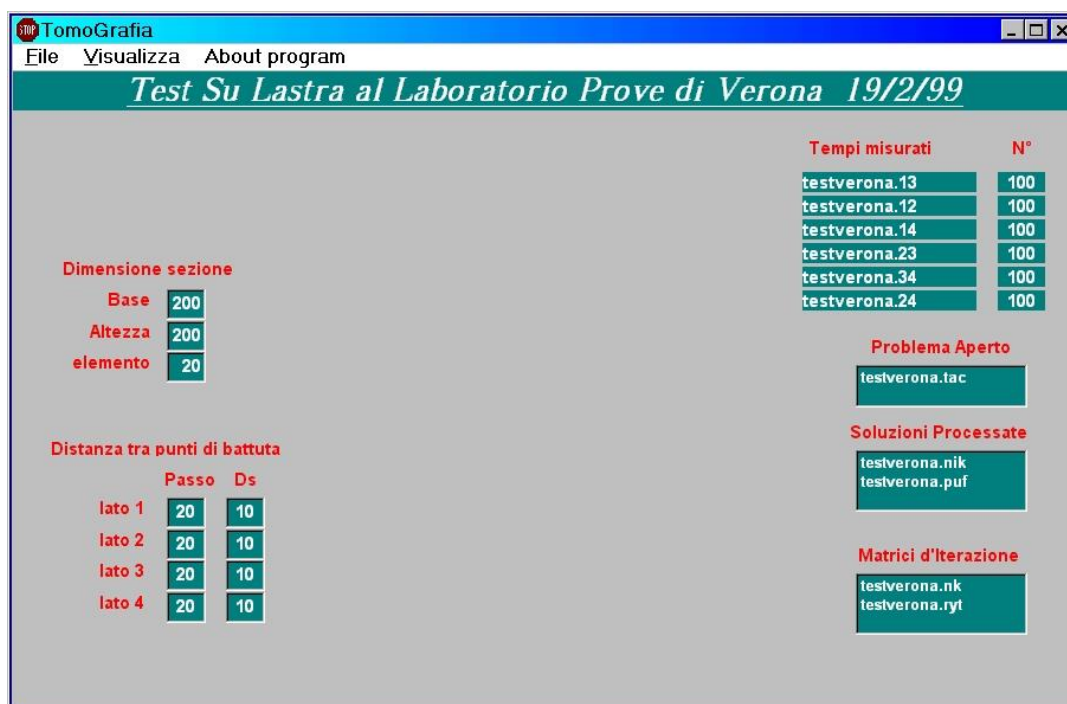 STOP TomoGrafia
File Visualizza About program
Test Su Lastra al Laboratorio Prove di Verona 19/2/99
Tempi misurati N°
testverona.13 100
testverona.12 100
testverona.14 100
testverona.23 100
testverona.34 100
testverona.24 100
Dimensione sezione
Base 200
Altezza 200
elemento 20
Problema Aperto
testverona.tac
Soluzioni Processate
testverona.nik
testverona.puf
Distanza tra punti di battuta
Passo Ds
lato 1 20 10
lato 2 20 10
lato 3 20 10
lato 4 20 10
Matrici d'Iterazione
testverona.nk
testverona.ryt